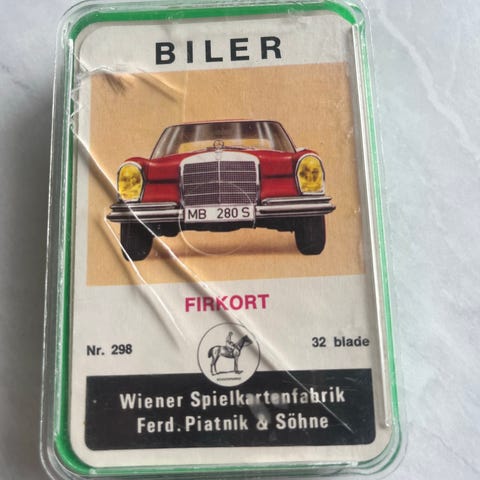 BILER
MB 280 S
FIRKORT
Nr. 298
32 blade
Wiener Spielkartenfabrik
Ferd. Piatnik & Söhne